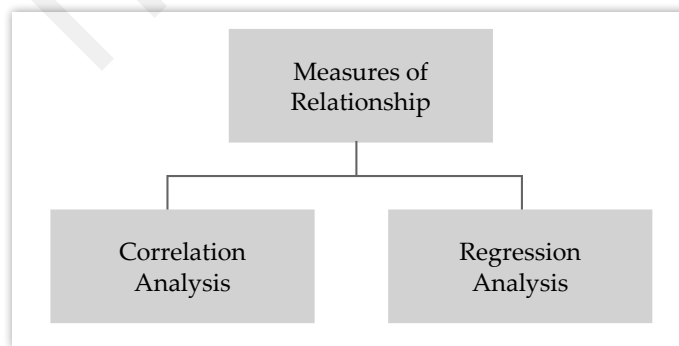 Measures of
Relationship
Correlation
Analysis
Regression
Analysis